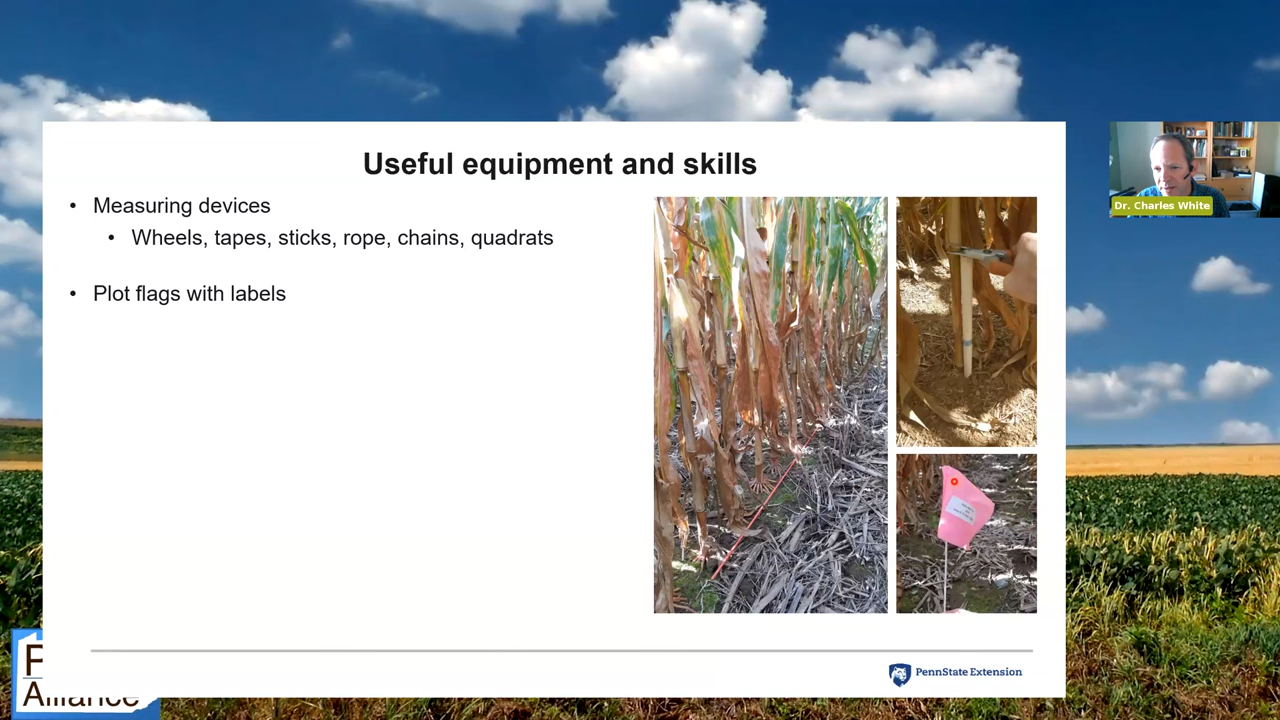 Useful equipment and skills
• Measuring devices
• Wheels, tapes, sticks, rope, chains, quadrats
• Plot flags with labels
Dr. Charles White
PennState Extension
F
Alliance